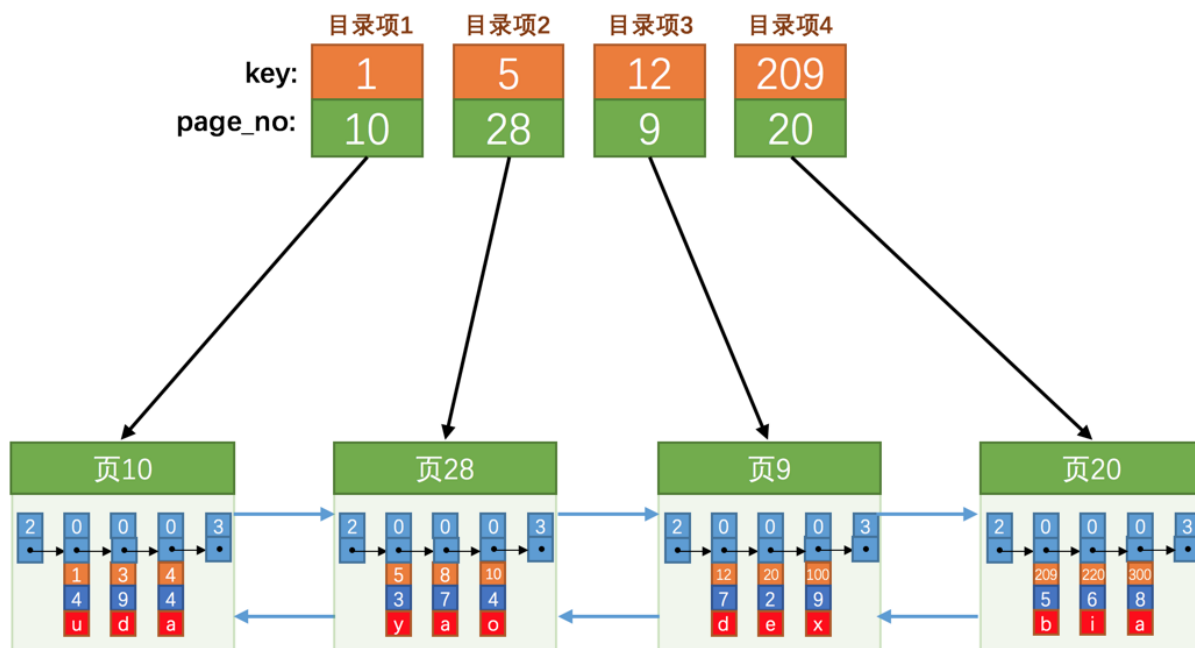 目录项1 目录项2 目录项3 目录项4
key: 1 5 12 209
page_no: 10 28 9 20
页10 页28 页9 页20
2 0 0 0 3 2 0 0 0 3 2 0 0 0 3 2 0 0 0 3
1 3 4 5 8 10 12 20 100 209 220 300
4 9 4 3 7 4 7 2 9 5 6 8
u d a y a o d e x b i a